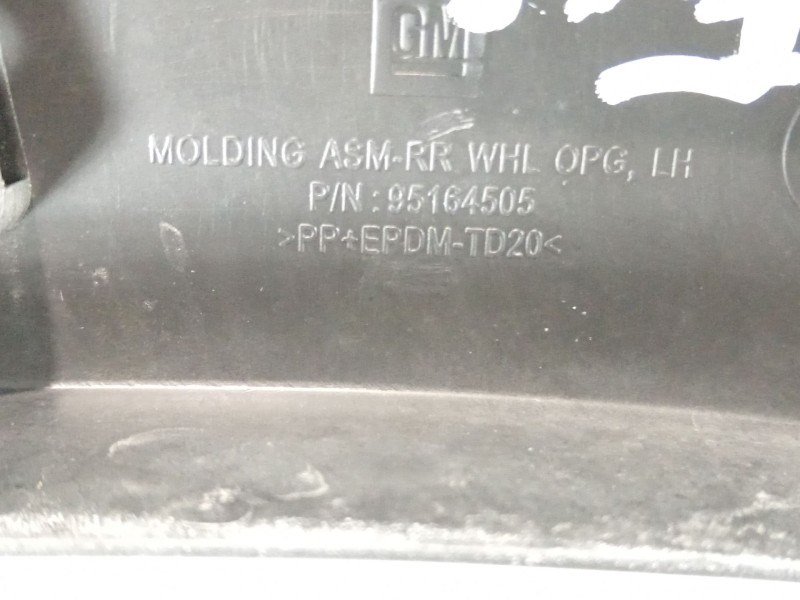 GM
MOLDING ASM-RR WHL OPG, LH
P/N : 95164505
>PP+EPDM-TD20<